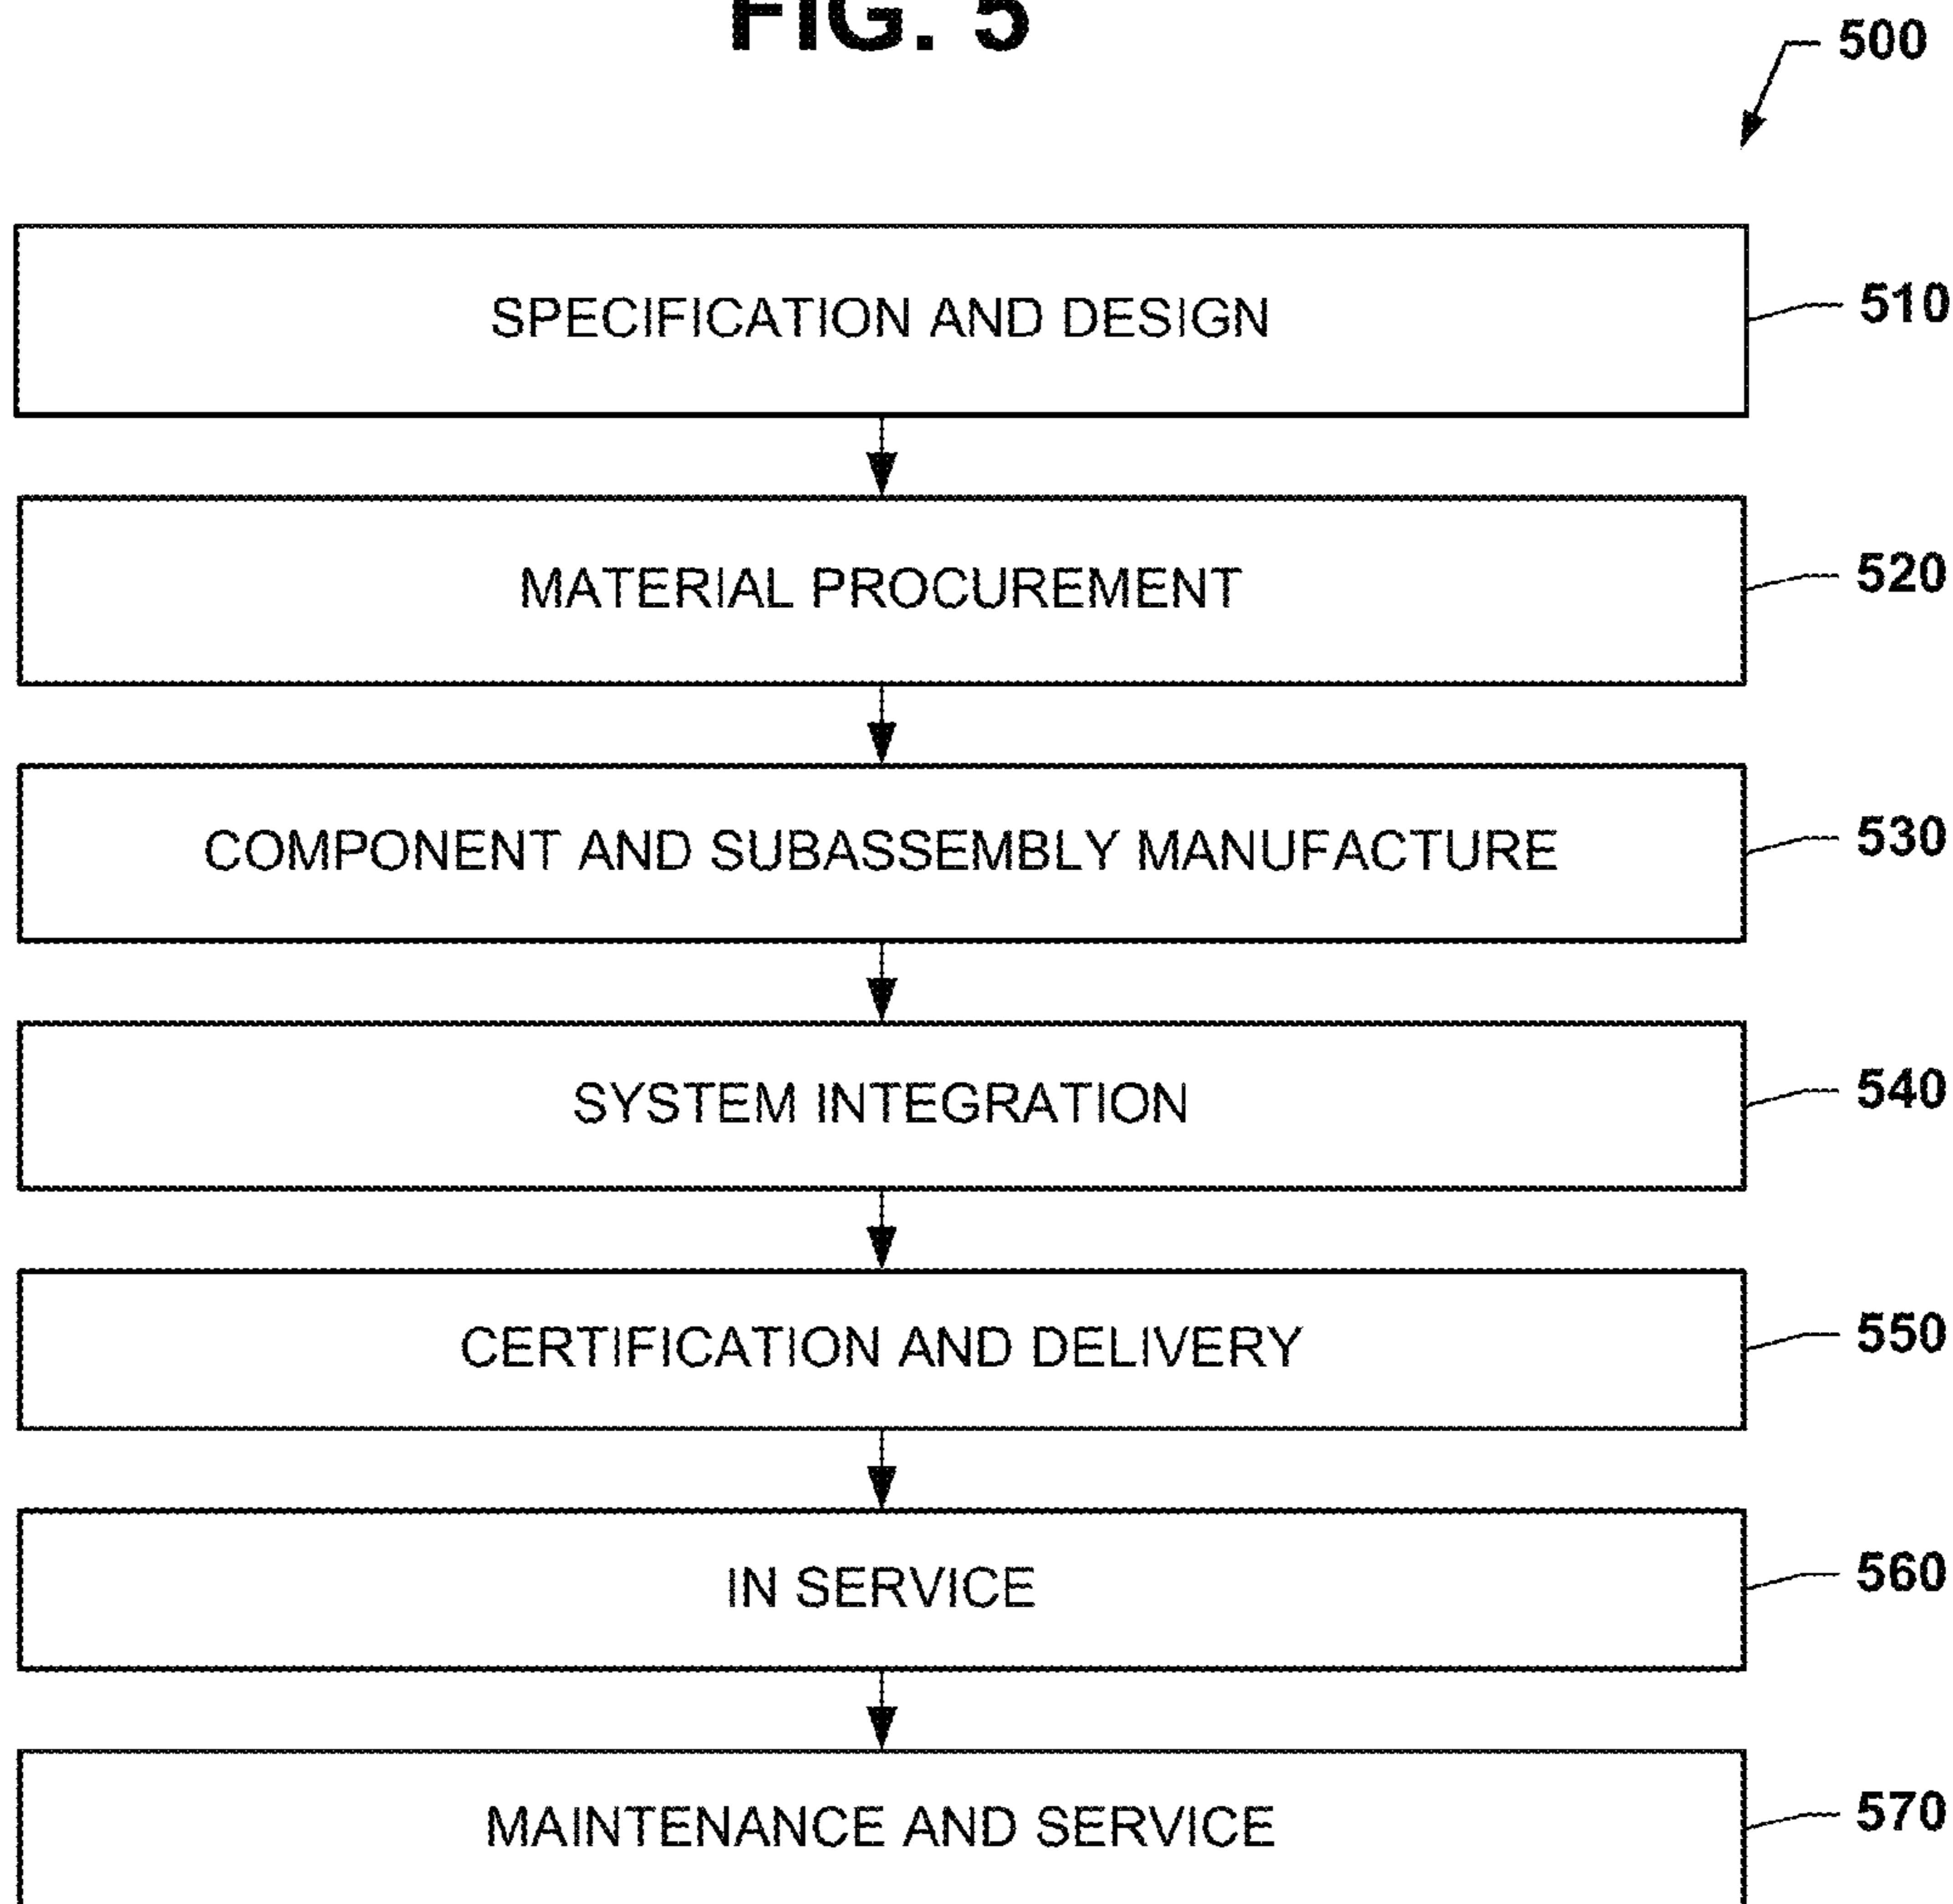 FIG. 5
500
SPECIFICATION AND DESIGN
510
MATERIAL PROCUREMENT
520
COMPONENT AND SUBASSEMBLY MANUFACTURE
530
SYSTEM INTEGRATION
540
CERTIFICATION AND DELIVERY
550
IN SERVICE
560
MAINTENANCE AND SERVICE
570